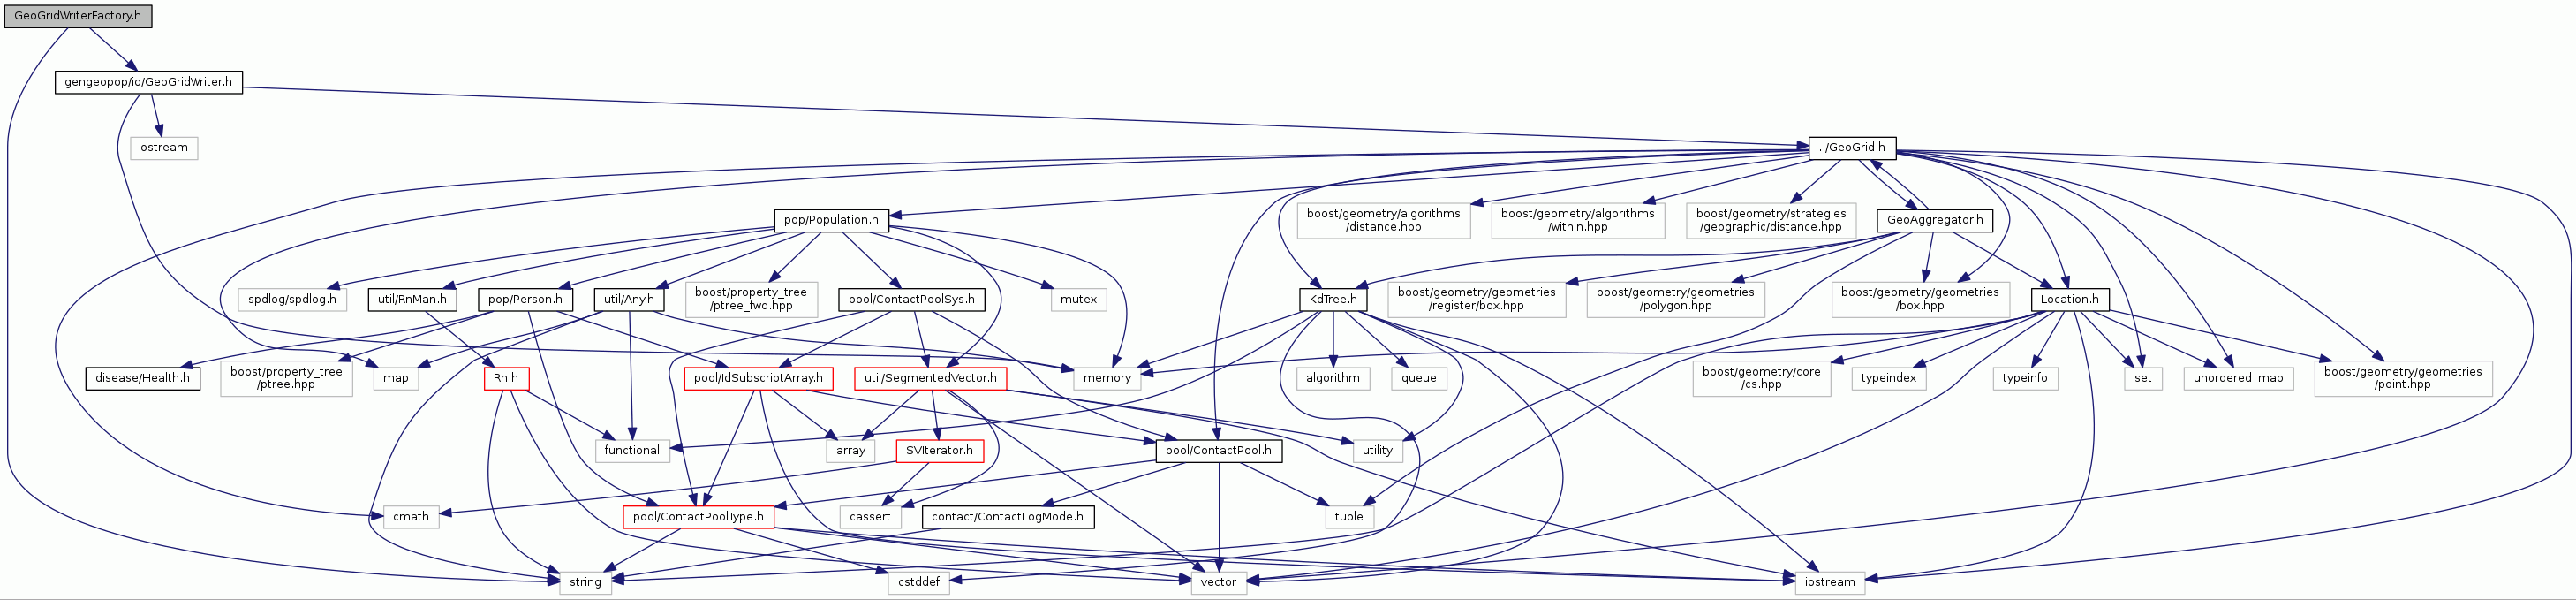 GeoGridWriterFactory.h
gengeopop/io/GeoGridWriter.h
ostream
../GeoGrid.h
pop/Population.h
boost/geometry/algorithms
/distance.hpp
boost/geometry/algorithms
/within.hpp
boost/geometry/strategies
/geographic/distance.hpp
GeoAggregator.h
spdlog/spdlog.h
util/RnMan.h
pop/Person.h
util/Any.h
boost/property_tree
/ptree_fwd.hpp
pool/ContactPoolSys.h
mutex
KdTree.h
boost/geometry/geometries
/register/box.hpp
boost/geometry/geometries
/polygon.hpp
boost/geometry/geometries
/box.hpp
Location.h
disease/Health.h
boost/property_tree
/ptree.hpp
map
Rn.h
pool/IdSubscriptArray.h
util/SegmentedVector.h
memory
algorithm
queue
boost/geometry/core
/cs.hpp
typeindex
typeinfo
set
unordered_map
boost/geometry/geometries
/point.hpp
functional
array
SVIterator.h
pool/ContactPool.h
utility
cmath
pool/ContactPoolType.h
cassert
contact/ContactLogMode.h
tuple
string
cstddef
vector
iostream